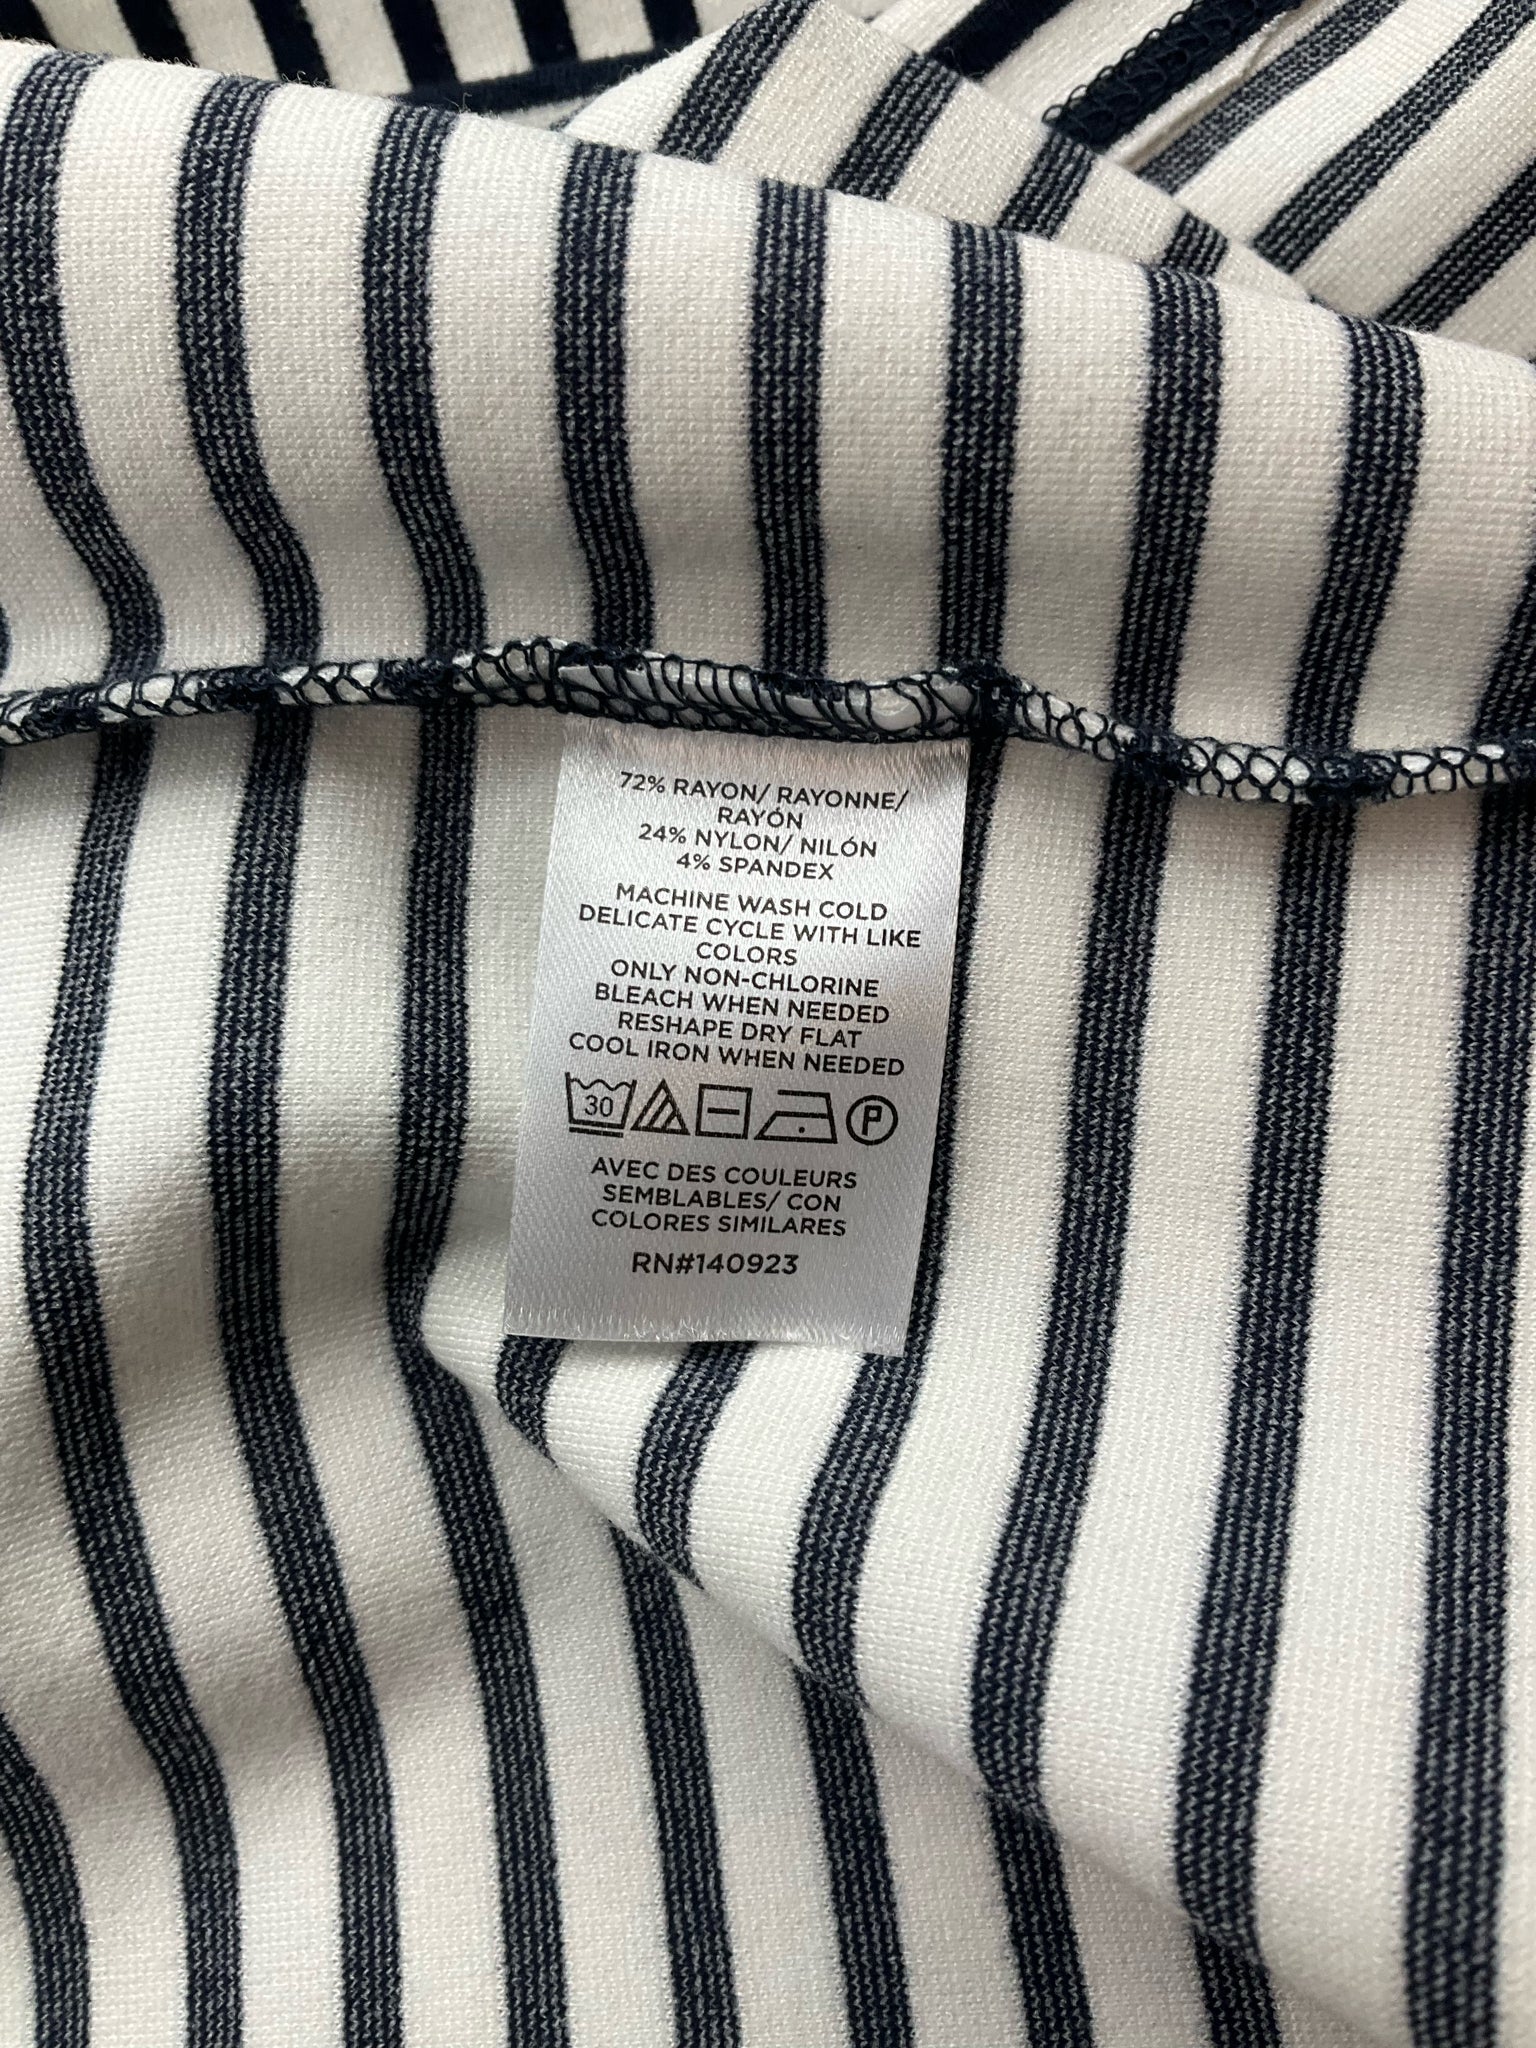 72% RAYON/ RAYONNE/
RAYÓN
24% NYLON/ NILÓN
4% SPANDEX
MACHINE WASH COLD
DELICATE CYCLE WITH LIKE
COLORS
ONLY NON-CHLORINE
BLEACH WHEN NEEDED
RESHAPE DRY FLAT
COOL IRON WHEN NEEDED
30 P
AVEC DES COULEURS
SEMBLABLES/ CON
COLORES SIMILARES
RN#140923